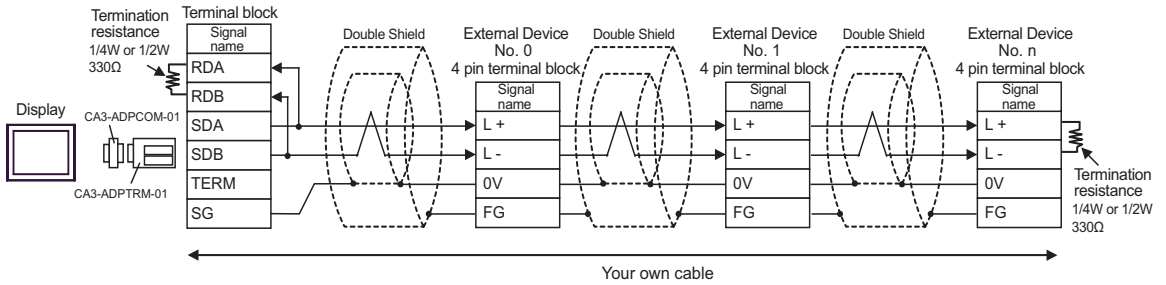 Termination
resistance
1/4W or 1/2W
330Ω
Display
CA3-ADPCOM-01
CA3-ADPTRM-01
Terminal block
Signal
name
RDA
RDB
SDA
SDB
TERM
SG
Double Shield
External Device
No. 0
4 pin terminal block
Signal
name
L +
L -
0V
FG
Double Shield
External Device
No. 1
4 pin terminal block
Signal
name
L +
L -
0V
FG
Double Shield
External Device
No. n
4 pin terminal block
Signal
name
L +
L -
0V
FG
Termination
resistance
1/4W or 1/2W
330Ω
Your own cable